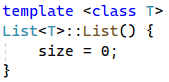 template <class T>
List<T>::List() {
    size = 0;
}